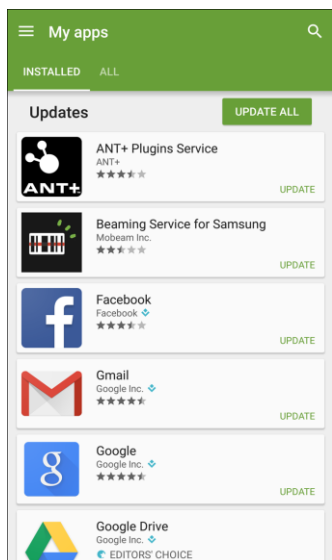 My apps
INSTALLED ALL
Updates
UPDATE ALL
ANT+ Plugins Service
ANT+
UPDATE
ANT+
Beaming Service for Samsung
Mobeam Inc.
UPDATE
Facebook
Facebook
UPDATE
Gmail
Google Inc.
UPDATE
Google
Google Inc.
UPDATE
Google Drive
Google Inc.
EDITORS' CHOICE